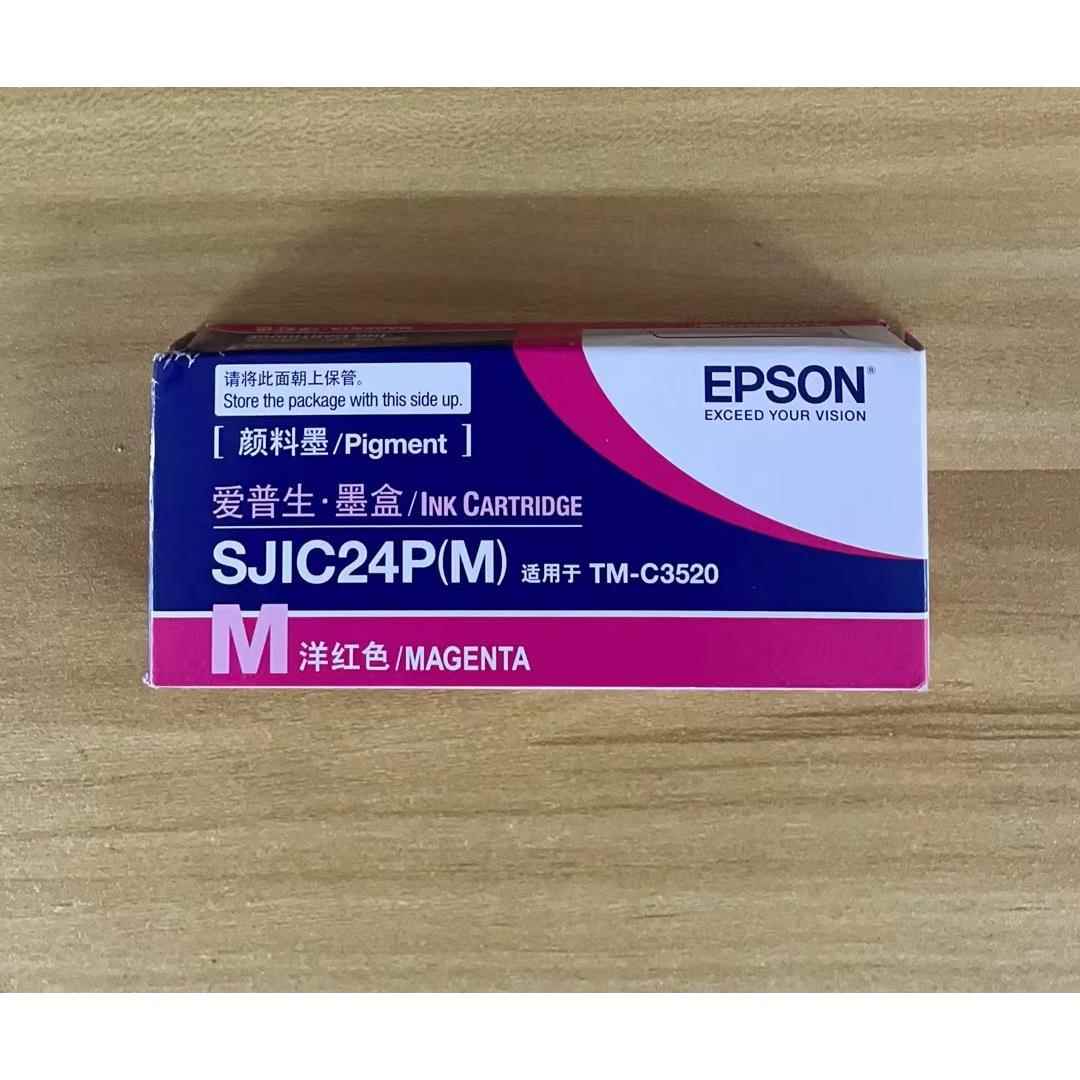 请将此面朝上保管。
Store the package with this side up.
EPSON®
EXCEED YOUR VISION
[ 颜料墨/Pigment ]
爱普生·墨盒/INK CARTRIDGE
SJIC24P(M) 适用于 TM-C3520
M 洋红色/MAGENTA